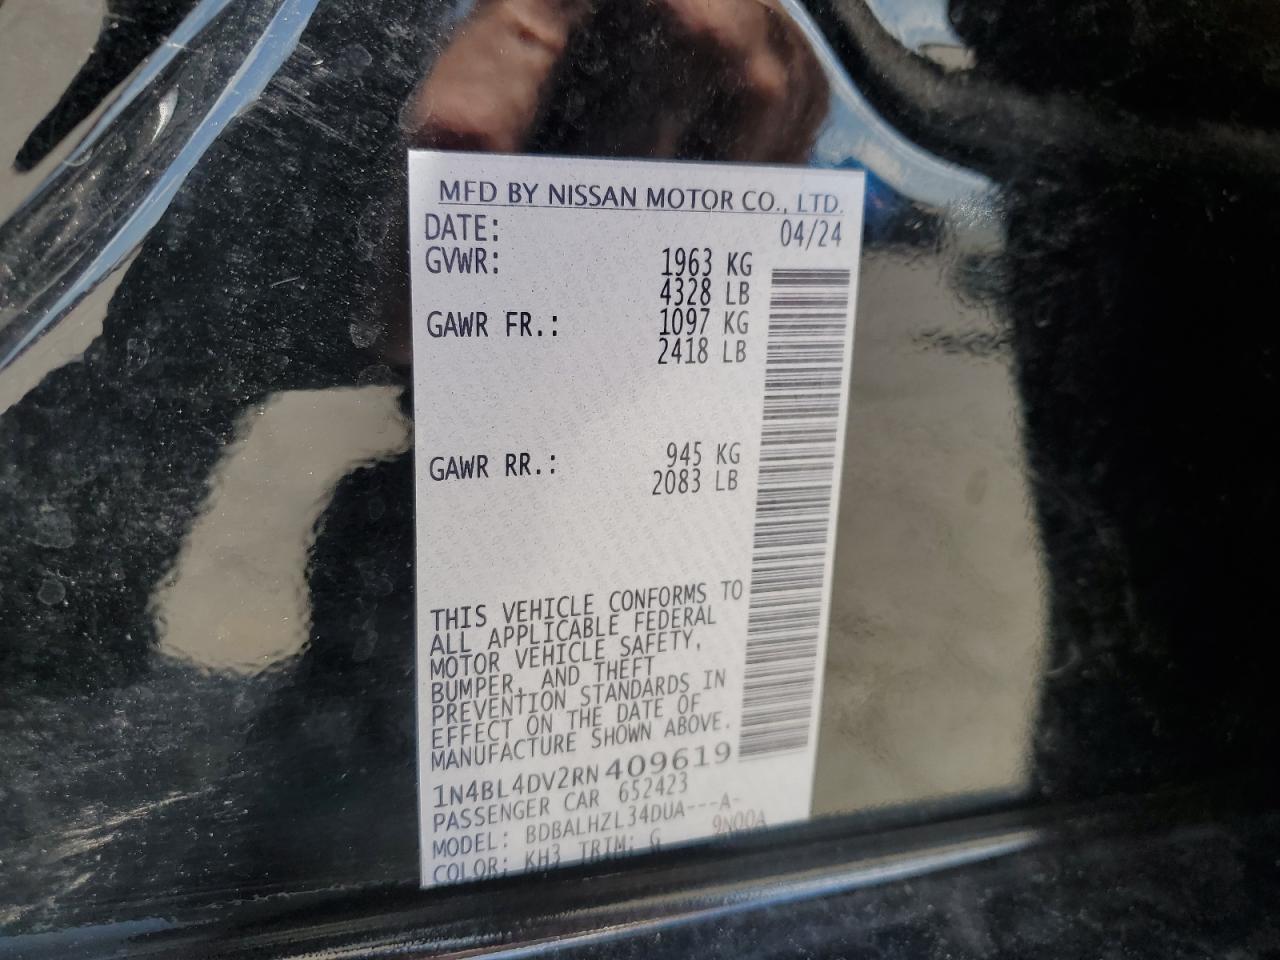 MFD BY NISSAN MOTOR CO., LTD.
DATE: 04/24
GVWR: 1963 KG
4328 LB
GAWR FR.: 1097 KG
2418 LB
GAWR RR.: 945 KG
2083 LB
THIS VEHICLE CONFORMS TO
ALL APPLICABLE FEDERAL
MOTOR VEHICLE SAFETY,
BUMPER, AND THEFT
PREVENTION STANDARDS IN
EFFECT ON THE DATE OF
MANUFACTURE SHOWN ABOVE.
1N4BL4DV2RN409619
PASSENGER CAR 652423
MODEL: BDBALHZL34DUA---A-
COLOR: KH3 TRIM: G 9N00A